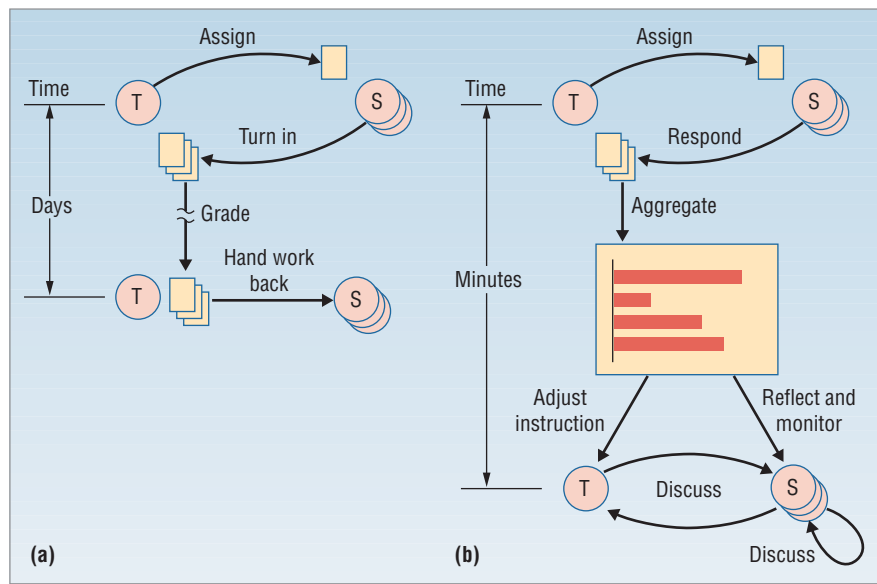 Assign
Time
T
S
Turn in
Days
Grade
T
Hand work
back
S
(a)
Assign
Time
T
S
Respond
Aggregate
Minutes
Adjust
instruction
Reflect and
monitor
T
Discuss
S
Discuss
(b)